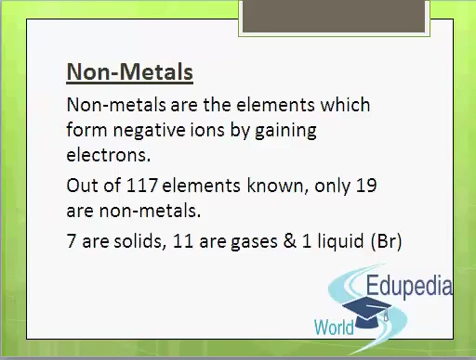 Non-Metals
Non-metals are the elements which
form negative ions by gaining
electrons.
Out of 117 elements known, only 19
are non-metals.
7 are solids, 11 are gases & 1 liquid (Br)
Edupedia
World